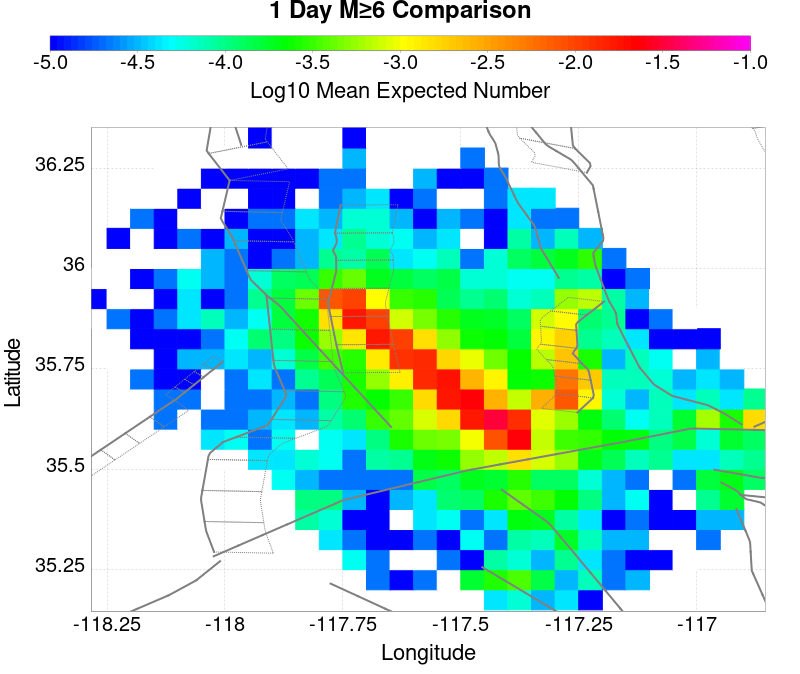 1 Day M≥6 Comparison
-5.0 -4.5 -4.0 -3.5 -3.0 -2.5 -2.0 -1.5 -1.0
Log10 Mean Expected Number
36.25
36
35.75
35.5
35.25
Latitude
-118.25 -118 -117.75 -117.5 -117.25 -117
Longitude